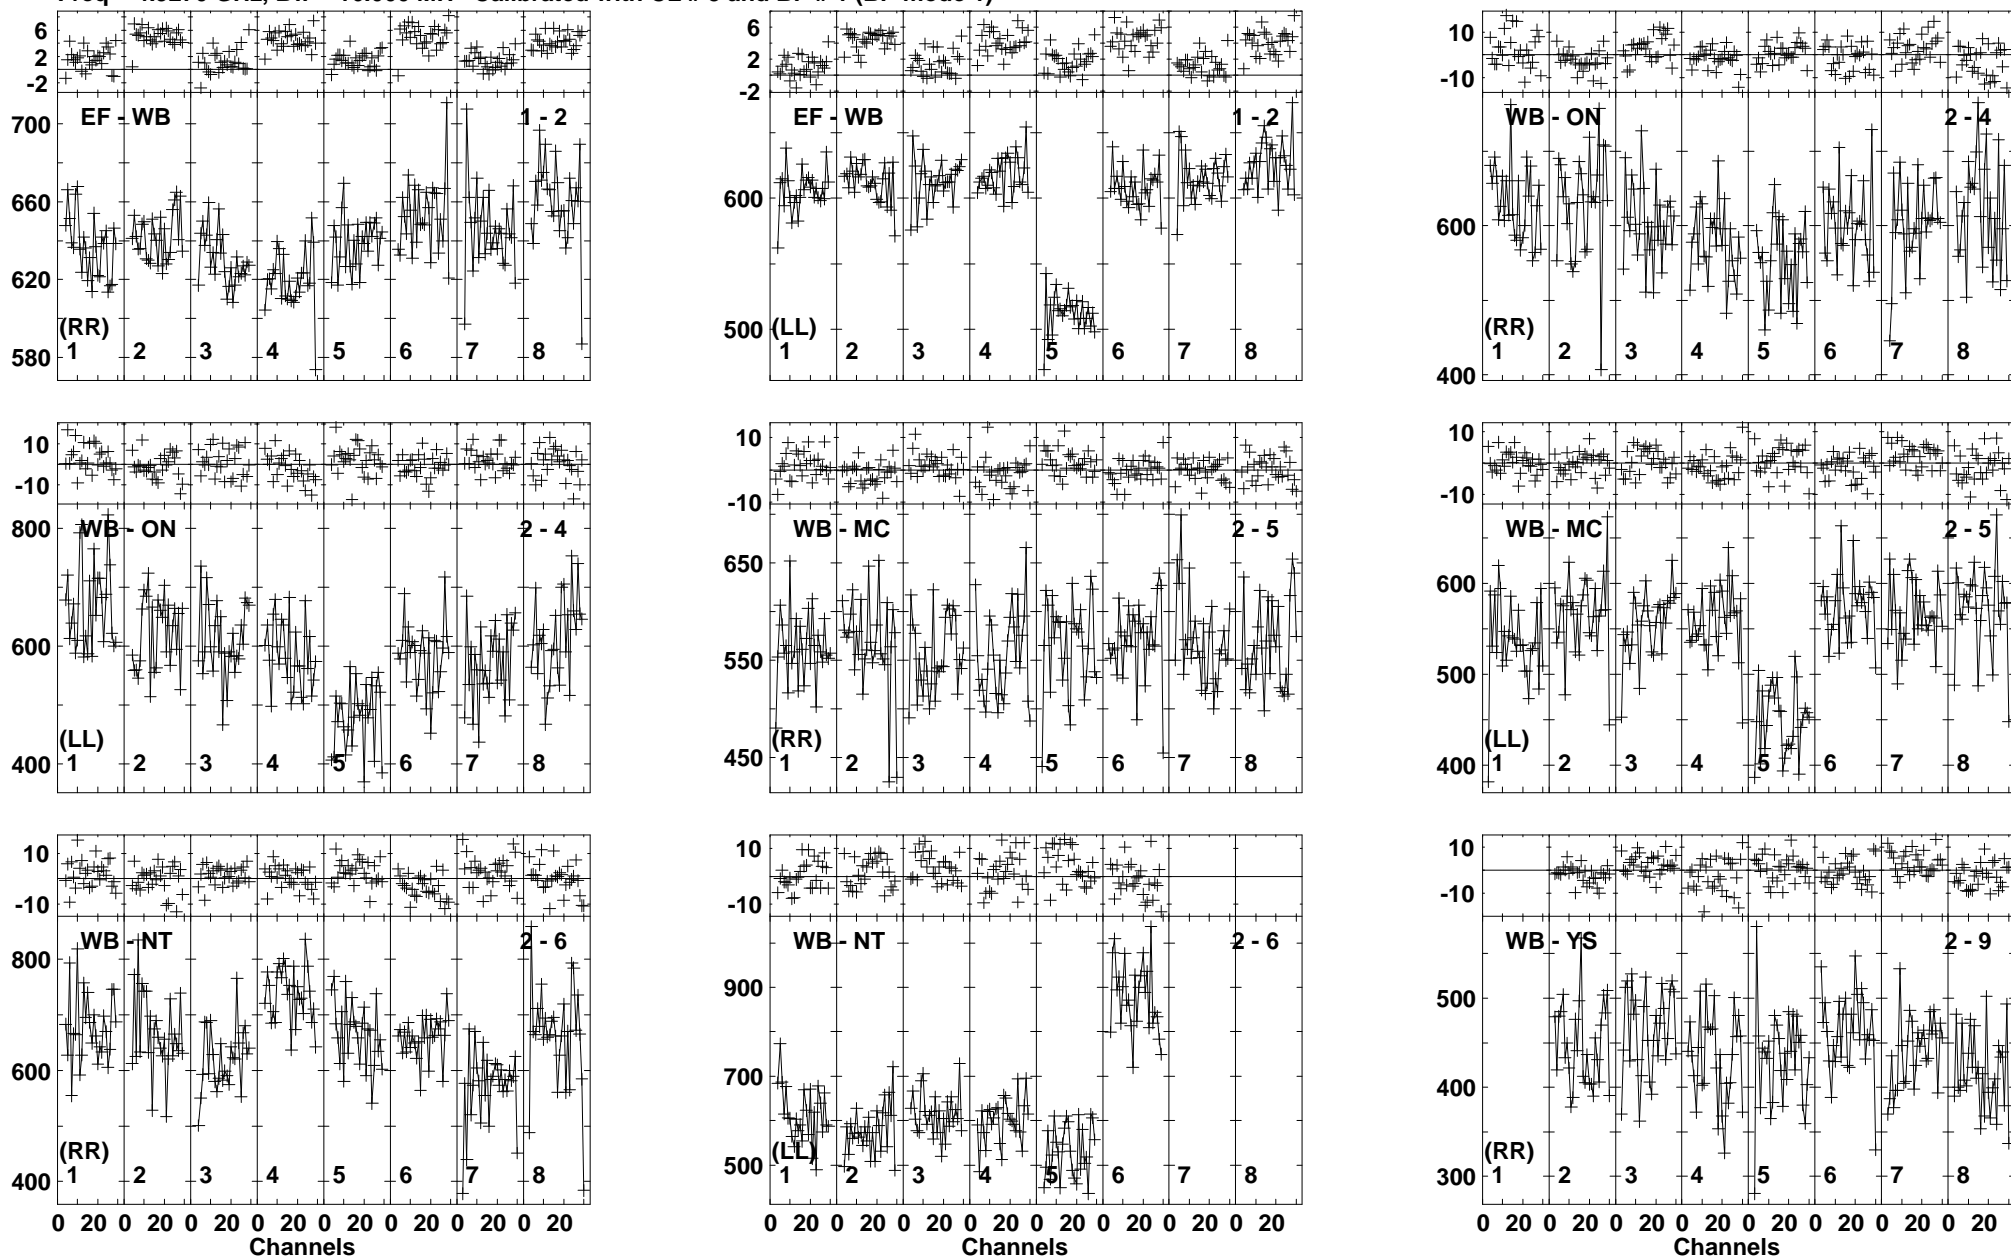 6 2 -2
EF - WB 1 - 2
700 660 620 580
(RR)
1 2 3 4 5 6 7 8
6 2 -2
EF - WB 1 - 2
600 500
(LL)
1 2 3 4 5 6 7 8
10 -10
WB - ON 2 - 4
600 400
(RR)
1 2 3 4 5 6 7 8
10 -10
WB - ON 2 - 4
800 600 400
(LL)
1 2 3 4 5 6 7 8
10 -10
WB - MC 2 - 5
650 550 450
(RR)
1 2 3 4 5 6 7 8
10 -10
WB - MC 2 - 5
600 500 400
(LL)
1 2 3 4 5 6 7 8
10 -10
WB - NT 2 - 6
800 600 400
(RR)
1 2 3 4 5 6 7 8
0 20 0 20 0 20 0 20 0 20 0 20 0 20 0 20
Channels
10 -10
WB - NT 2 - 6
900 700 500
(LL)
1 2 3 4 5 6 7 8
0 20 0 20 0 20 0 20 0 20 0 20 0 20 0 20
Channels
10 -10
WB - YS 2 - 9
500 400 300
(RR)
1 2 3 4 5 6 7 8
0 20 0 20 0 20 0 20 0 20 0 20 0 20 0 20
Channels